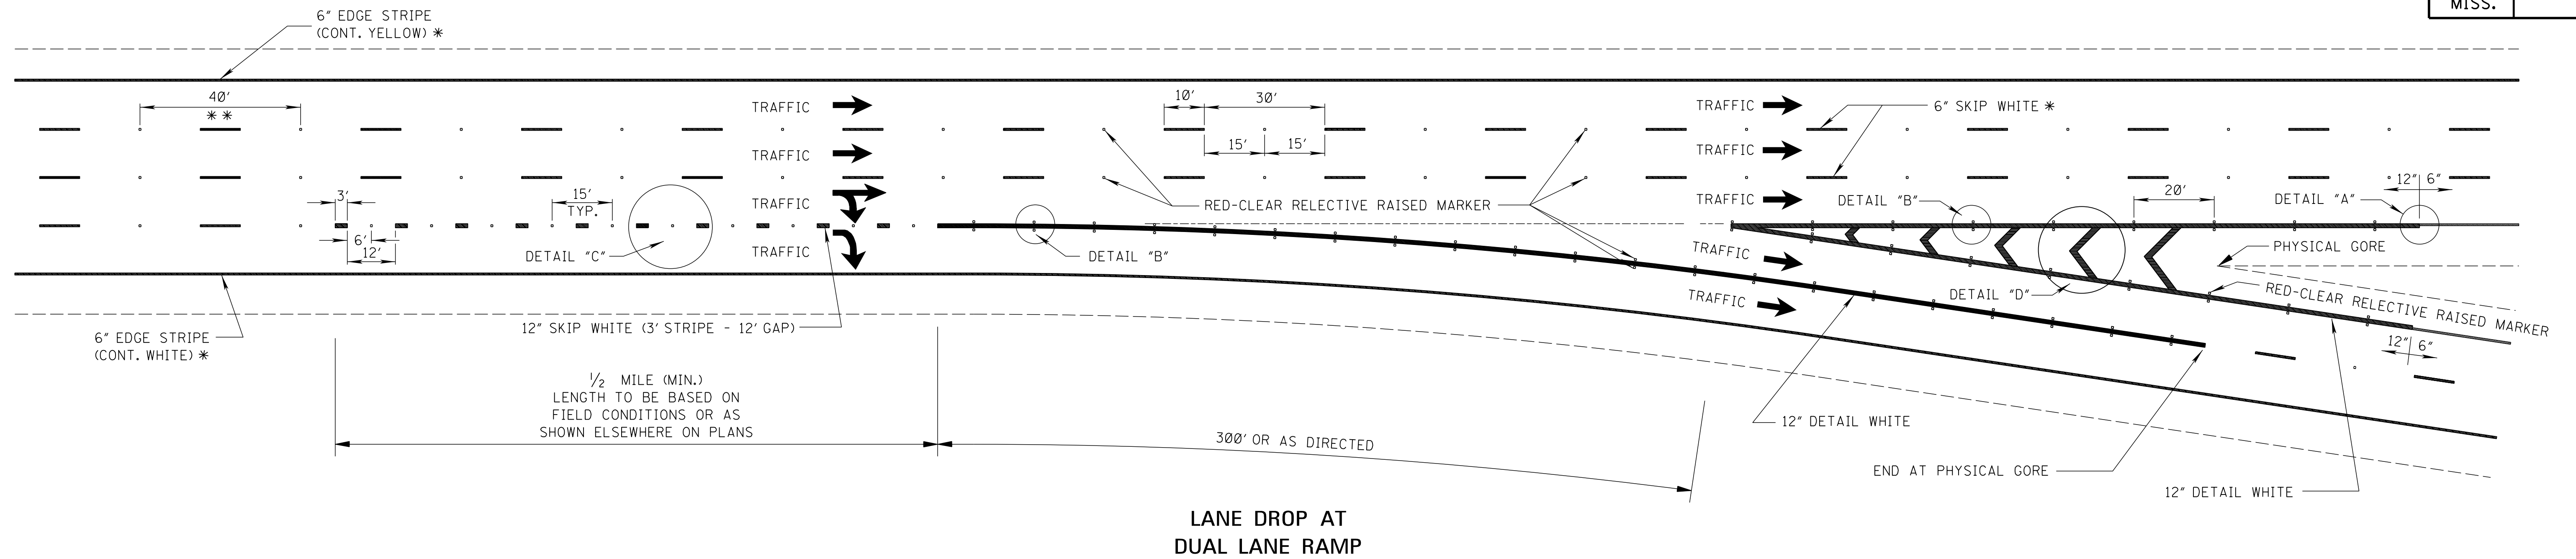 MISS.
6" EDGE STRIPE
(CONT. YELLOW) *
40'
* *
TRAFFIC
10'
30'
TRAFFIC
6" SKIP WHITE *
TRAFFIC
15'
15'
TRAFFIC
3'
15'
TYP.
TRAFFIC
RED-CLEAR RELECTIVE RAISED MARKER
TRAFFIC
DETAIL "B"
20'
12" 6"
DETAIL "A"
6'
12'
DETAIL "C"
TRAFFIC
DETAIL "B"
TRAFFIC
PHYSICAL GORE
TRAFFIC
DETAIL "D"
RED-CLEAR RELECTIVE RAISED MARKER
12" SKIP WHITE (3' STRIPE - 12' GAP)
6" EDGE STRIPE
(CONT. WHITE) *
12" 6"
1/2 MILE (MIN.)
LENGTH TO BE BASED ON
FIELD CONDITIONS OR AS
SHOWN ELSEWHERE ON PLANS
300' OR AS DIRECTED
12" DETAIL WHITE
END AT PHYSICAL GORE
12" DETAIL WHITE
LANE DROP AT
DUAL LANE RAMP